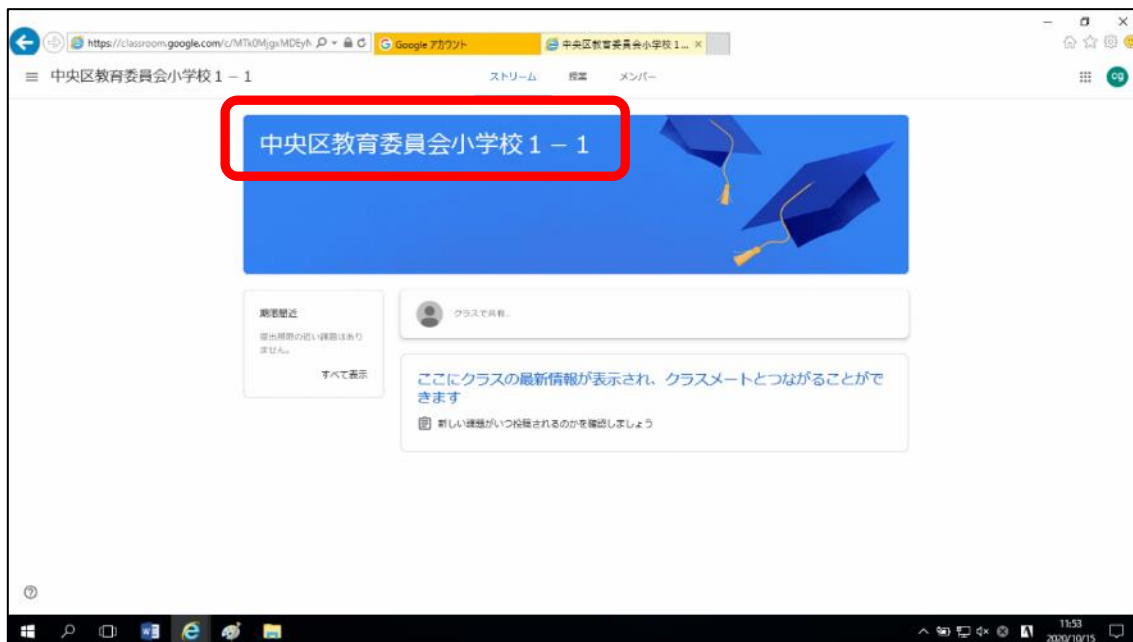 https://classroom.google.com/c/MTk0MjgxMDEyN
Google アカウント
中央区教育委員会小学校1...
中央区教育委員会小学校1－1
ストリーム
授業
メンバー
cg
中央区教育委員会小学校1－1
期限間近
提出期限の近い課題はあり
ません。
すべて表示
クラスで共有...
ここにクラスの最新情報が表示され、クラスメートとつながることがで
きます
新しい課題がいつ投稿されるのかを確認しましょう
A
11:53
2020/10/15